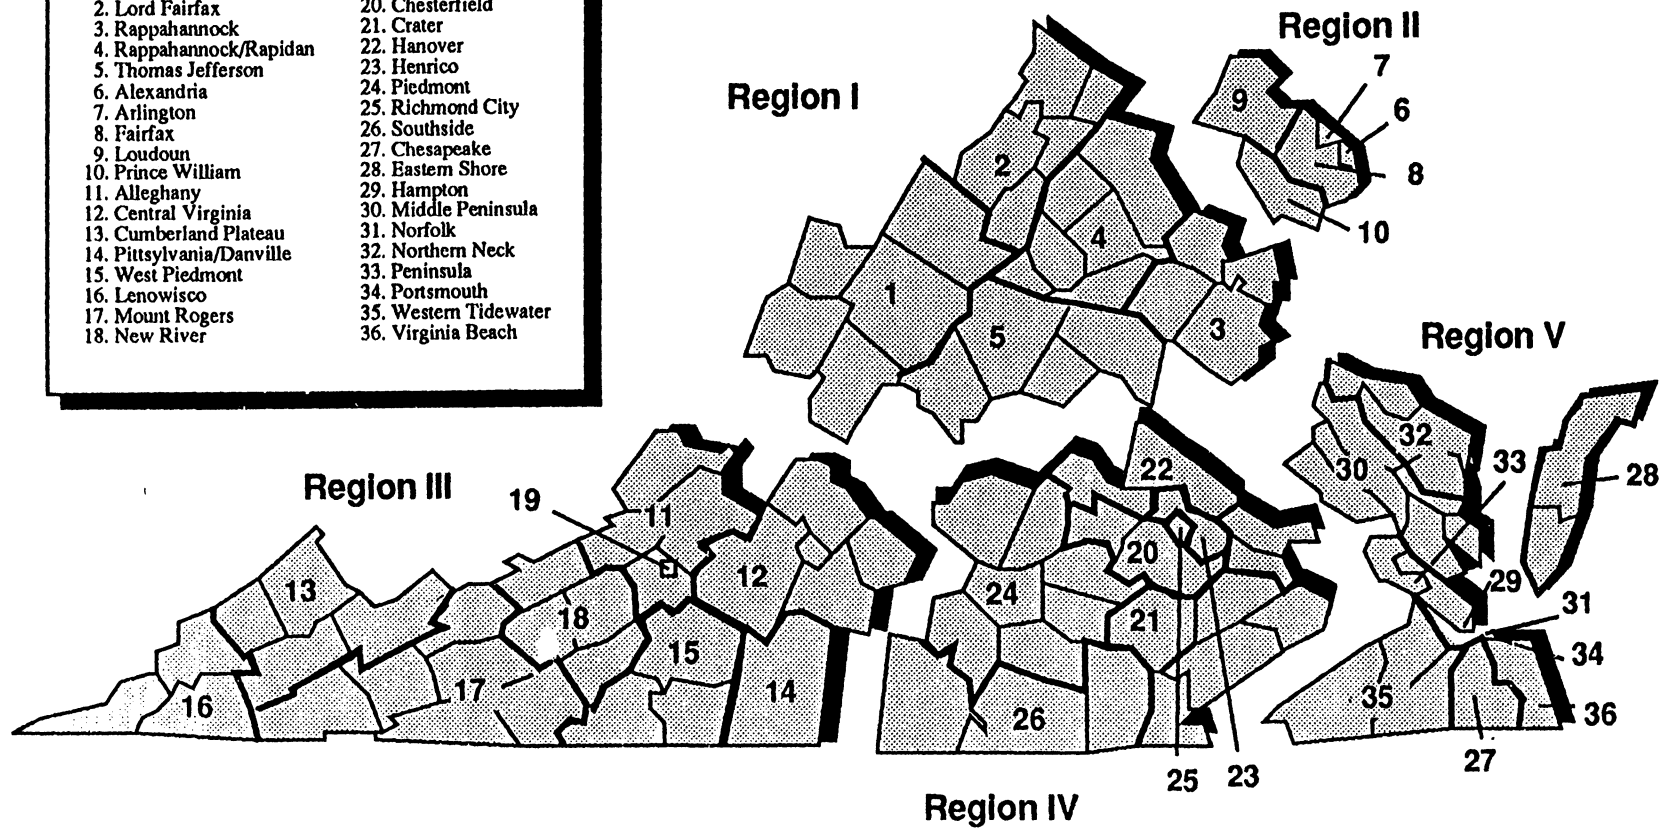 2. Lord Fairfax
3. Rappahannock
4. Rappahannock/Rapidan
5. Thomas Jefferson
6. Alexandria
7. Arlington
8. Fairfax
9. Loudoun
10. Prince William
11. Alleghany
12. Central Virginia
13. Cumberland Plateau
14. Pittsylvania/Danville
15. West Piedmont
16. Lenowisco
17. Mount Rogers
18. New River
20. Chesterfield
21. Crater
22. Hanover
23. Henrico
24. Piedmont
25. Richmond City
26. Southside
27. Chesapeake
28. Eastern Shore
29. Hampton
30. Middle Peninsula
31. Norfolk
32. Northern Neck
33. Peninsula
34. Portsmouth
35. Western Tidewater
36. Virginia Beach
Region I
2
4
1
5
3
Region II
7
9
6
8
10
Region III
19
11
13
12
18
15
17
14
16
Region IV
22
20
24
21
26
25
23
Region V
32
30
33
28
29
31
34
35
36
27